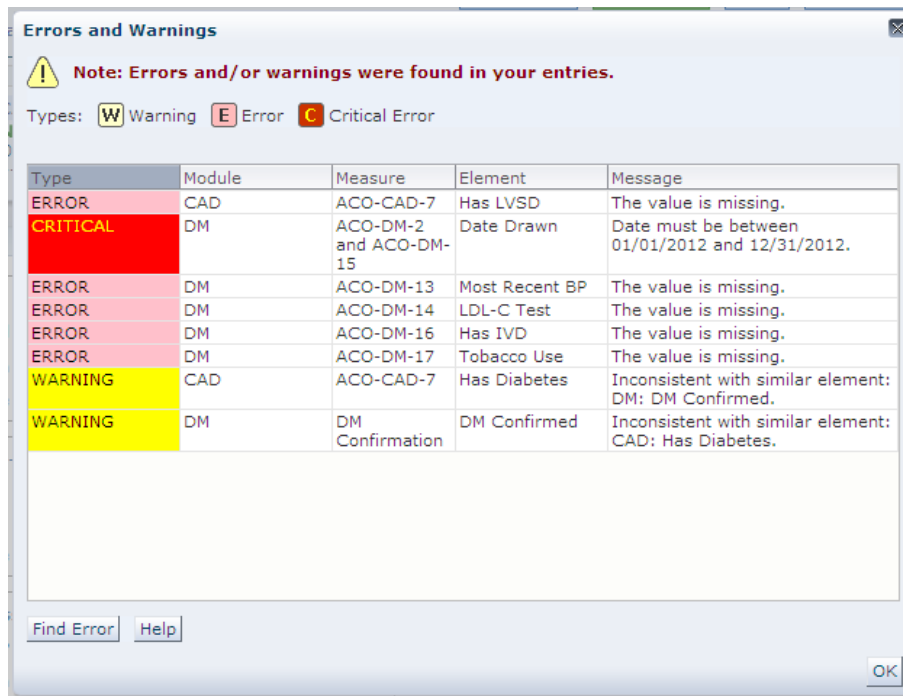 Errors and Warnings
Note: Errors and/or warnings were found in your entries.
Types: W Warning E Error C Critical Error
Type Module Measure Element Message
ERROR CAD ACO-CAD-7 Has LVSD The value is missing.
CRITICAL DM ACO-DM-2 Date Drawn Date must be between
and ACO-DM- 01/01/2012 and 12/31/2012.
15
ERROR DM ACO-DM-13 Most Recent BP The value is missing.
ERROR DM ACO-DM-14 LDL-C Test The value is missing.
ERROR DM ACO-DM-16 Has IVD The value is missing.
ERROR DM ACO-DM-17 Tobacco Use The value is missing.
WARNING CAD ACO-CAD-7 Has Diabetes Inconsistent with similar element:
DM: DM Confirmed.
WARNING DM DM DM Confirmed Inconsistent with similar element:
Confirmation CAD: Has Diabetes.
Find Error Help
OK